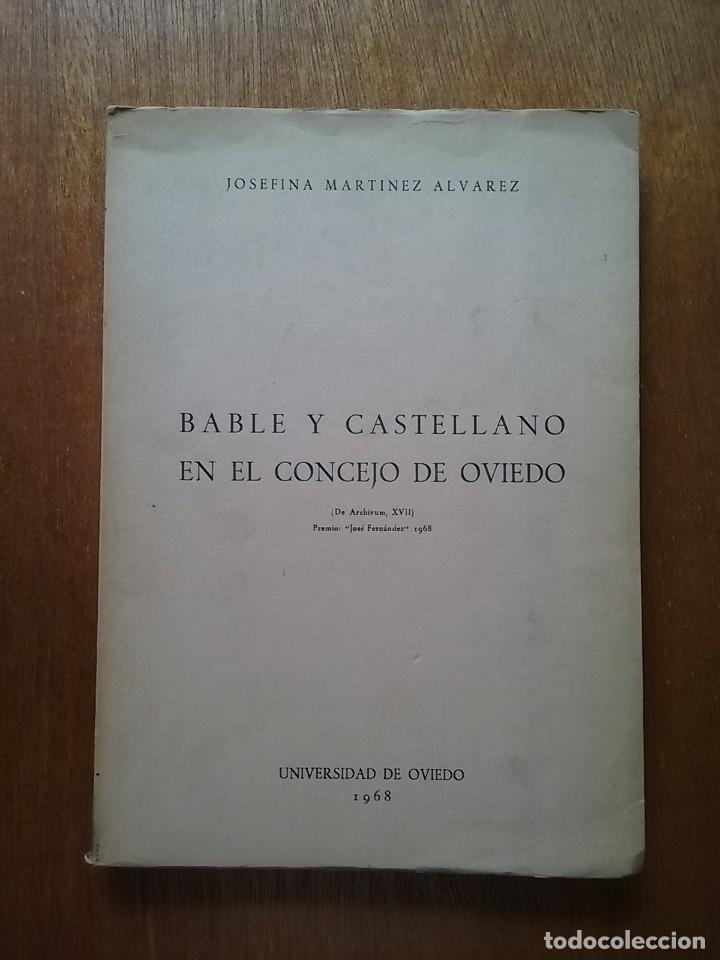 JOSEFINA MARTINEZ ALVAREZ
BABLE Y CASTELLANO
EN EL CONCEJO DE OVIEDO
(De Archivum, XVII)
Premio: "José Fernández" 1968
UNIVERSIDAD DE OVIEDO
1968
todocoleccion